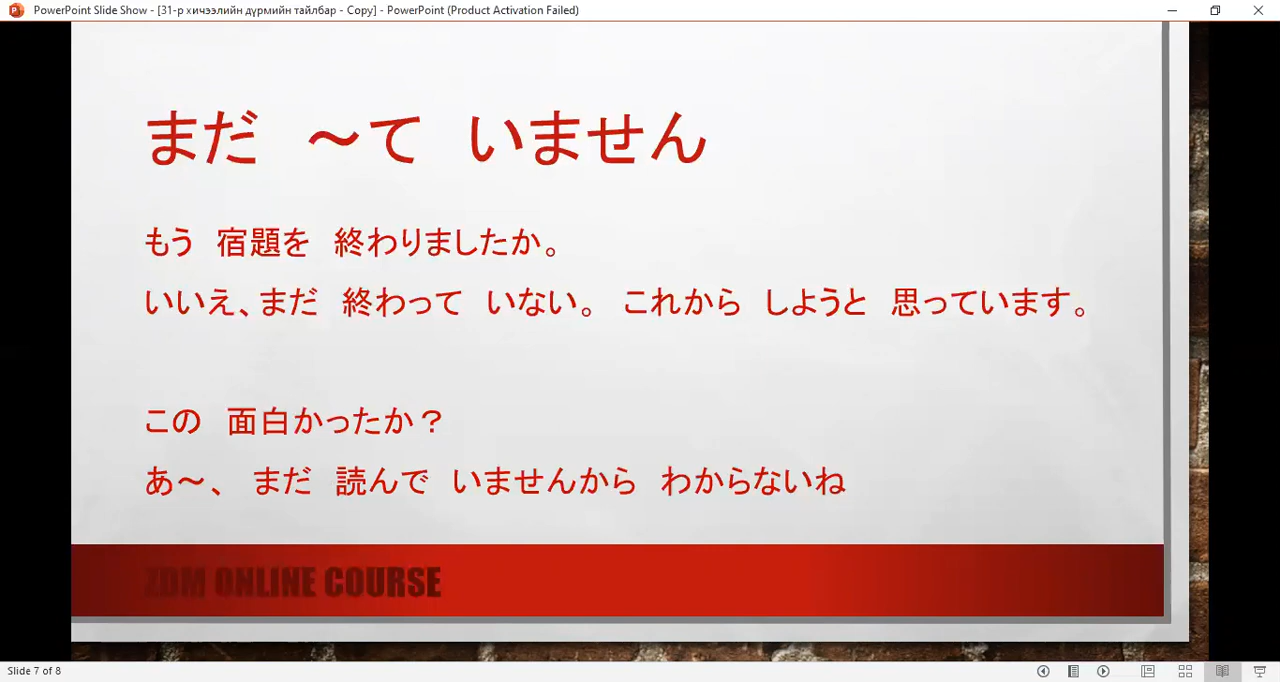 PowerPoint Slide Show - [31-р хичээлийн дүрмийн тайлбар - Copy] - PowerPoint (Product Activation Failed)
まだ　～て　いません
もう　宿題を　終わりましたか。
いいえ、まだ　終わって　いない。　これから　しようと　思っています。
この　面白かったか？
あ～、　まだ　読んで　いませんから　わからないね
ZDM ONLINE COURSE
Slide 7 of 8